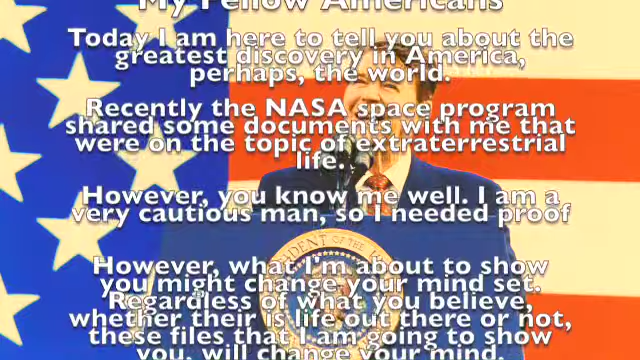 My Fellow Americans
Today I am here to tell you about the
greatest discovery in America,
perhaps, the world.
Recently the NASA space program
shared some documents with me that
were on the topic of extraterrestrial
life.
However, you know me well. I am a
very cautious man, so I needed proof
However, what I'm about to show
you might change your mind set.
Regardless of what you believe,
whether their is life out there or not,
these files that I am going to show
you, will change your mind.